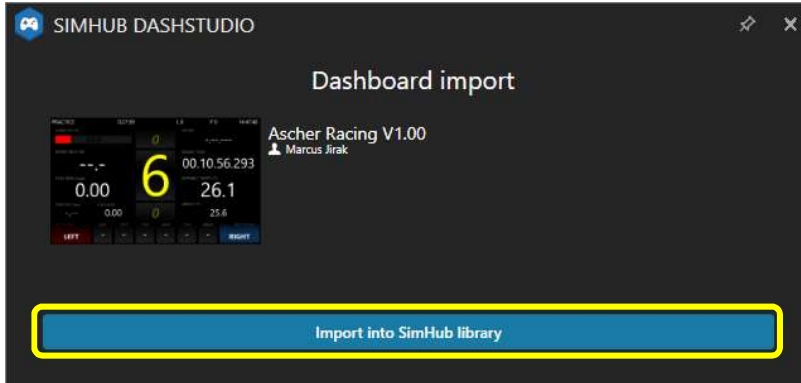 SIMHUB DASHSTUDIO
Dashboard import
Ascher Racing V1.00
Marcus Jirak
PRACTICE
6
00.10.56.293
0.00
26.1
0.00
25.6
LEFT
RIGHT
Import into SimHub library